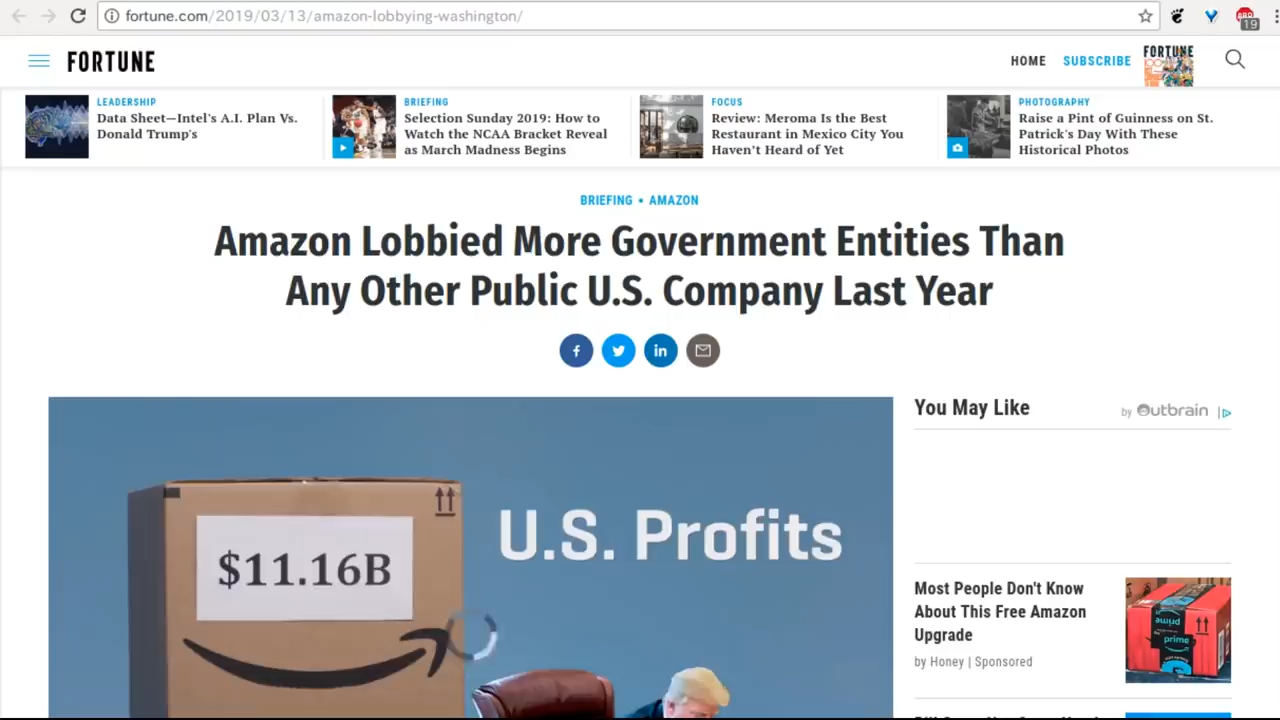 fortune.com/2019/03/13/amazon-lobbying-washington/
19
FORTUNE
HOME
SUBSCRIBE
FORTUNE
LEADERSHIP
Data Sheet—Intel's A.I. Plan Vs.
Donald Trump's
BRIEFING
Selection Sunday 2019: How to
Watch the NCAA Bracket Reveal
as March Madness Begins
FOCUS
Review: Meroma Is the Best
Restaurant in Mexico City You
Haven't Heard of Yet
PHOTOGRAPHY
Raise a Pint of Guinness on St.
Patrick's Day With These
Historical Photos
BRIEFING • AMAZON
Amazon Lobbied More Government Entities Than
Any Other Public U.S. Company Last Year
You May Like
by Outbrain
$11.16B
U.S. Profits
Most People Don't Know
About This Free Amazon
Upgrade
by Honey | Sponsored
prime
prime